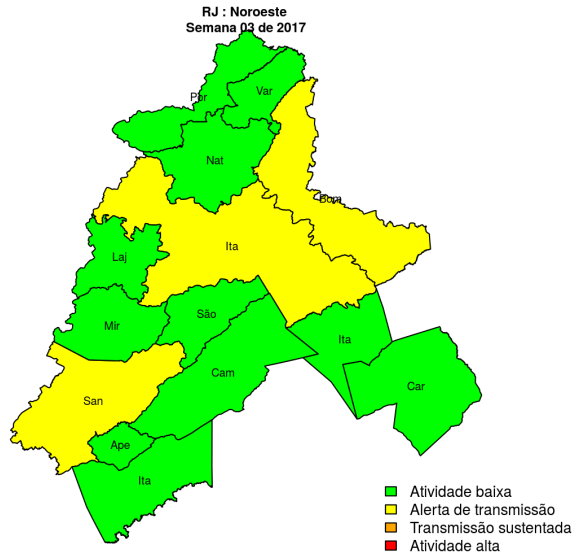 RJ : Noroeste
Semana 03 de 2017
Por
Var
Nat
Bom
Ita
Laj
São
Mir
Ita
Cam
Car
San
Ape
Ita
Atividade baixa
Alerta de transmissão
Transmissão sustentada
Atividade alta